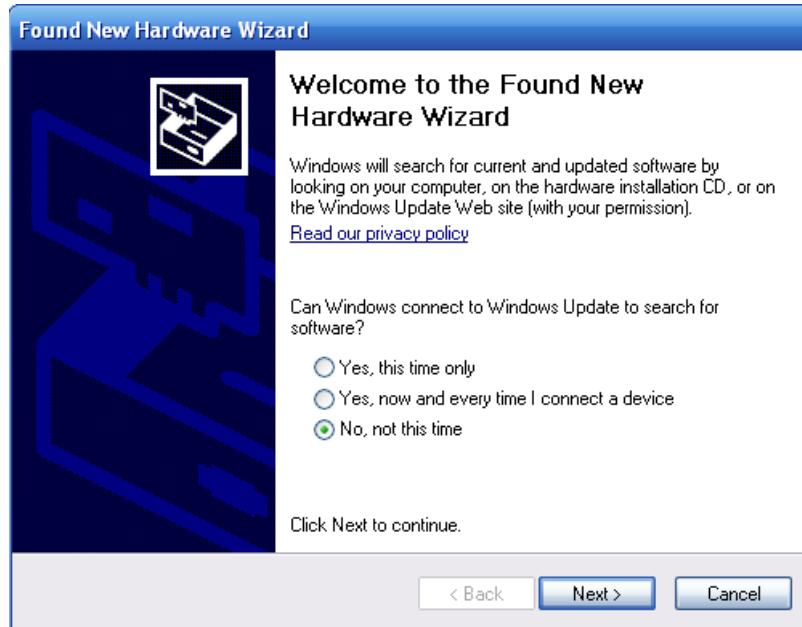 Found New Hardware Wizard
Welcome to the Found New
Hardware Wizard
Windows will search for current and updated software by
looking on your computer, on the hardware installation CD, or on
the Windows Update Web site (with your permission).
Read our privacy policy
Can Windows connect to Windows Update to search for
software?
Yes, this time only
Yes, now and every time I connect a device
No, not this time
Click Next to continue.
< Back
Next >
Cancel